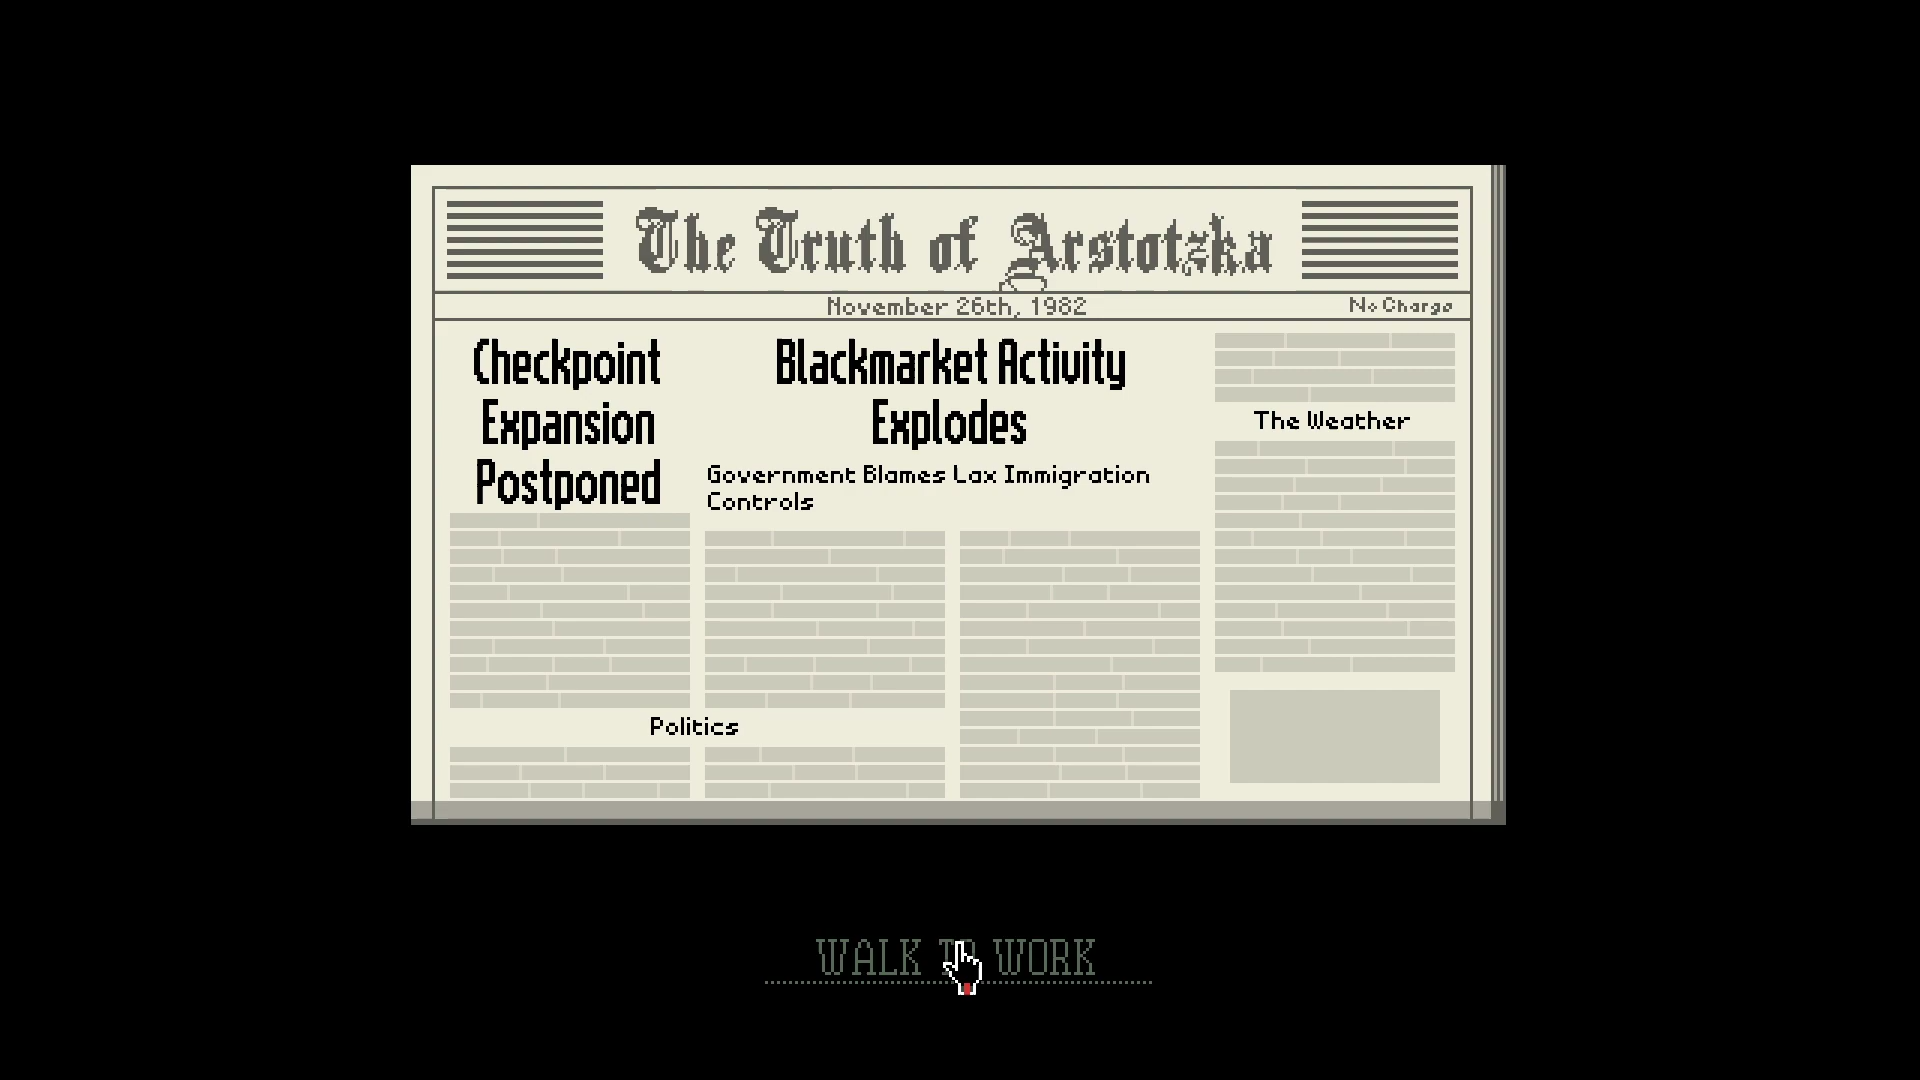 The Truth of Arstotzka
November 26th, 1982
No Charge
Checkpoint
Expansion
Postponed
Blackmarket Activity
Explodes
Government Blames Lax Immigration
Controls
The Weather
Politics
WALK TO WORK